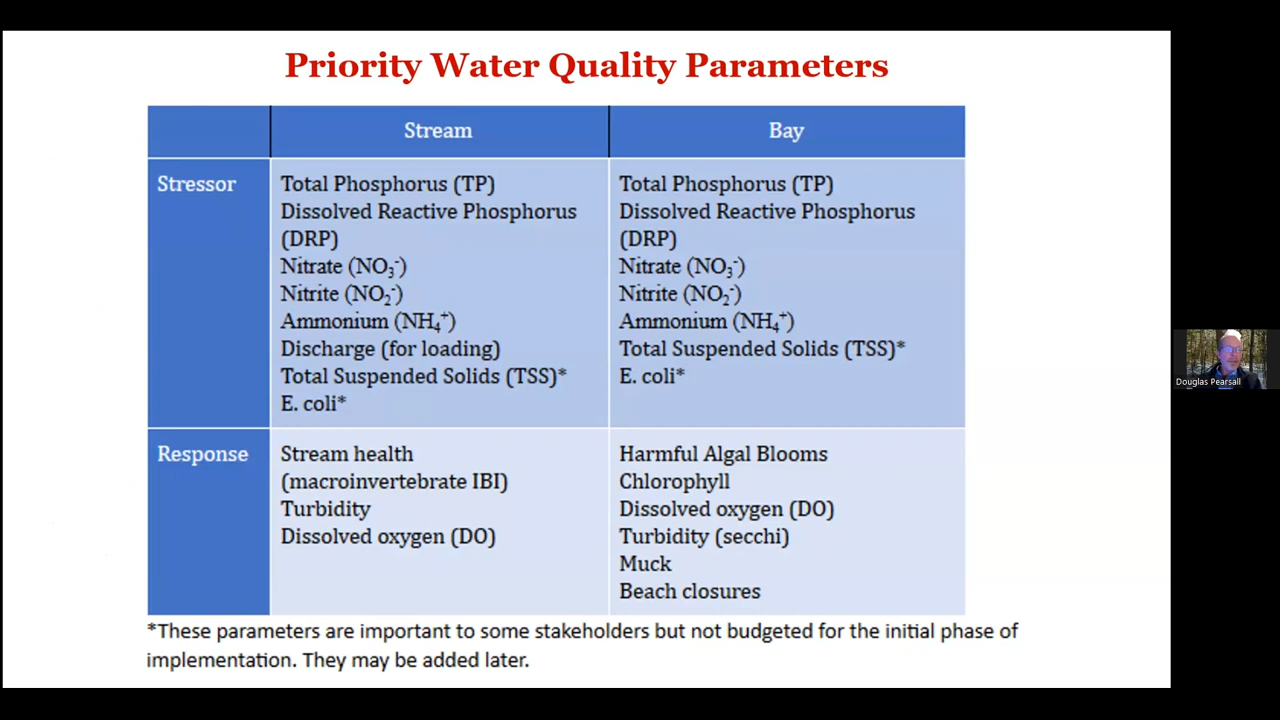 Priority Water Quality Parameters
Stream
Bay
Stressor
Total Phosphorus (TP)
Dissolved Reactive Phosphorus
(DRP)
Nitrate (NO₃⁻)
Nitrite (NO₂⁻)
Ammonium (NH₄⁺)
Discharge (for loading)
Total Suspended Solids (TSS)*
E. coli*
Total Phosphorus (TP)
Dissolved Reactive Phosphorus
(DRP)
Nitrate (NO₃⁻)
Nitrite (NO₂⁻)
Ammonium (NH₄⁺)
Total Suspended Solids (TSS)*
E. coli*
Response
Stream health
(macroinvertebrate IBI)
Turbidity
Dissolved oxygen (DO)
Harmful Algal Blooms
Chlorophyll
Dissolved oxygen (DO)
Turbidity (secchi)
Muck
Beach closures
*These parameters are important to some stakeholders but not budgeted for the initial phase of
implementation. They may be added later.
Douglas Pearsall